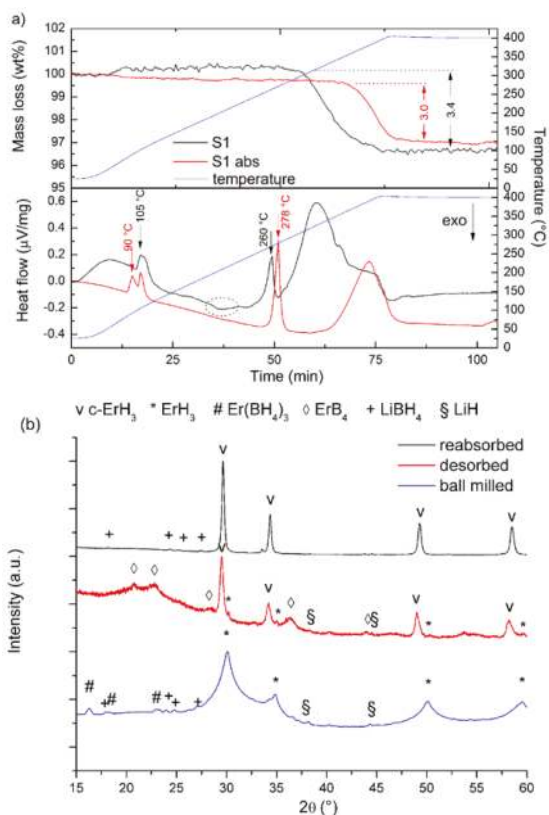 a)
102
101
100
99
98
97
96
95
Mass loss (wt%)
3.0
3.4
S1
S1 abs
temperature
400
350
300
250
200
150
100
50
0
Temperature (°C)
0.6
0.4
0.2
0.0
-0.2
-0.4
Heat flow (μV/mg)
90 °C
105 °C
260 °C
278 °C
exo
400
350
300
250
200
150
100
50
0
0 25 50 75 100
Time (min)
v c-ErH₃ * ErH₃ # Er(BH₄)₃ ◊ ErB₄ + LiBH₄ § LiH
(b)
reabsorbed
desorbed
ball milled
Intensity (a.u.)
v v v v
+ + + +
◊ ◊ ◊ v * v * ◊ § ◊§ v * v *
# + # # + + + * * § § * *
15 20 25 30 35 40 45 50 55 60
2θ (°)